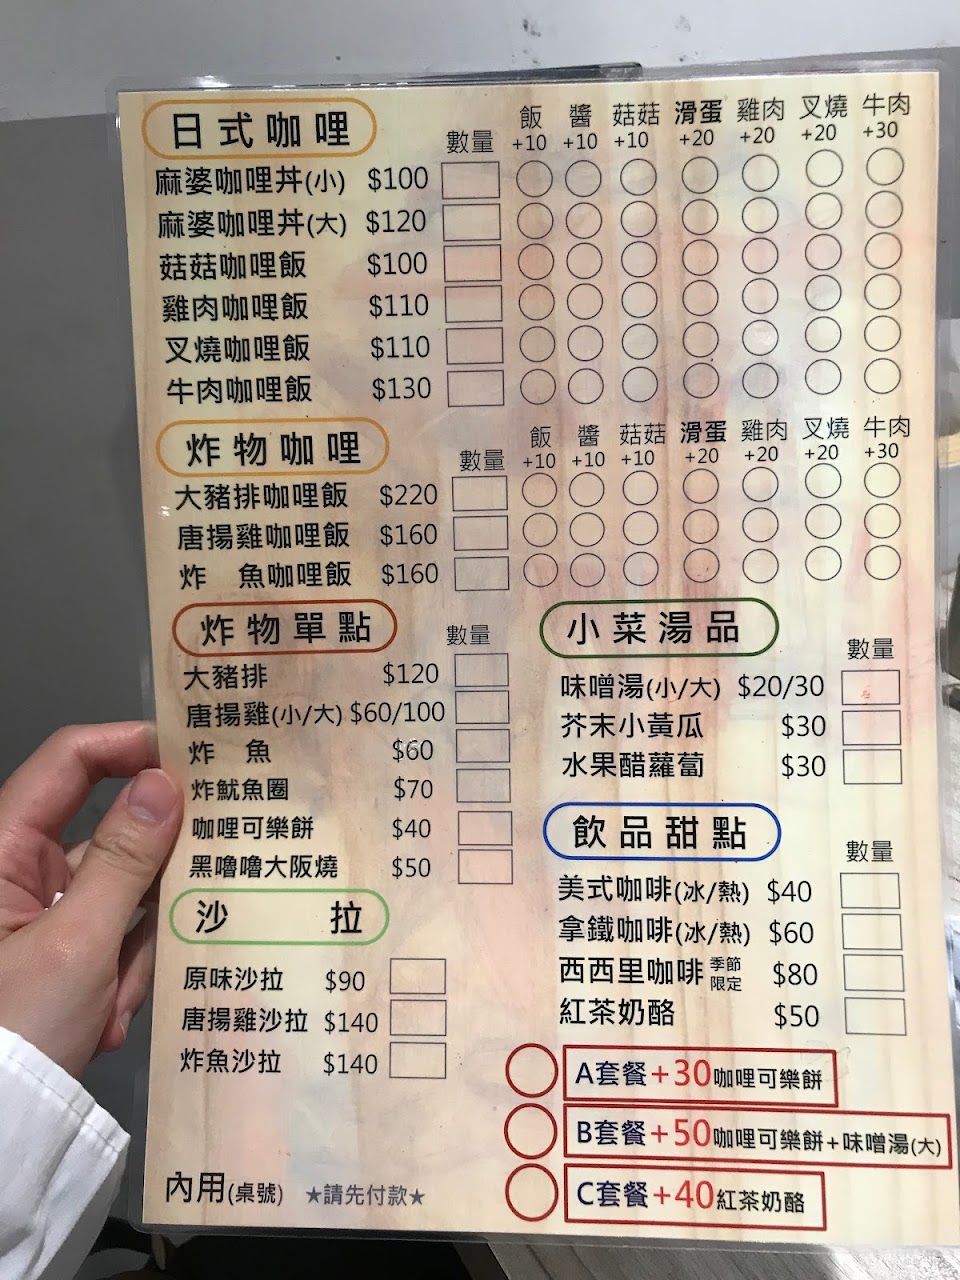 日式咖哩 數量 飯+10 醬+10 菇菇+10 滑蛋+20 雞肉+20 叉燒+20 牛肉+30
麻婆咖哩丼(小) $100
麻婆咖哩丼(大) $120
菇菇咖哩飯 $100
雞肉咖哩飯 $110
叉燒咖哩飯 $110
牛肉咖哩飯 $130
炸物咖哩 數量 飯+10 醬+10 菇菇+10 滑蛋+20 雞肉+20 叉燒+20 牛肉+30
大豬排咖哩飯 $220
唐揚雞咖哩飯 $160
炸 魚咖哩飯 $160
炸物單點 數量
大豬排 $120
唐揚雞(小/大) $60/100
炸 魚 $60
炸魷魚圈 $70
咖哩可樂餅 $40
黑嚕嚕大阪燒 $50
沙 拉
原味沙拉 $90
唐揚雞沙拉 $140
炸魚沙拉 $140
小菜湯品 數量
味噌湯(小/大) $20/30
芥末小黃瓜 $30
水果醋蘿蔔 $30
飲品甜點 數量
美式咖啡(冰/熱) $40
拿鐵咖啡(冰/熱) $60
西西里咖啡 季節限定 $80
紅茶奶酪 $50
A套餐+30咖哩可樂餅
B套餐+50咖哩可樂餅+味噌湯(大)
C套餐+40紅茶奶酪
內用(桌號) ★請先付款★